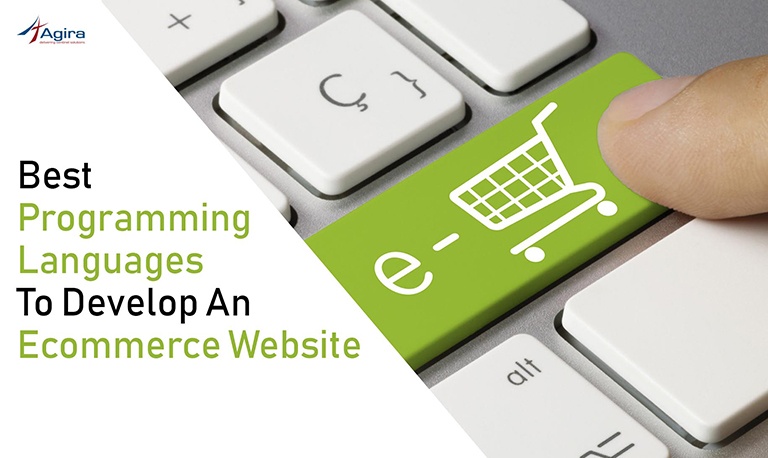 Agira
Best
Programming
Languages
To Develop An
Ecommerce Website
+
Ç }
e-
alt